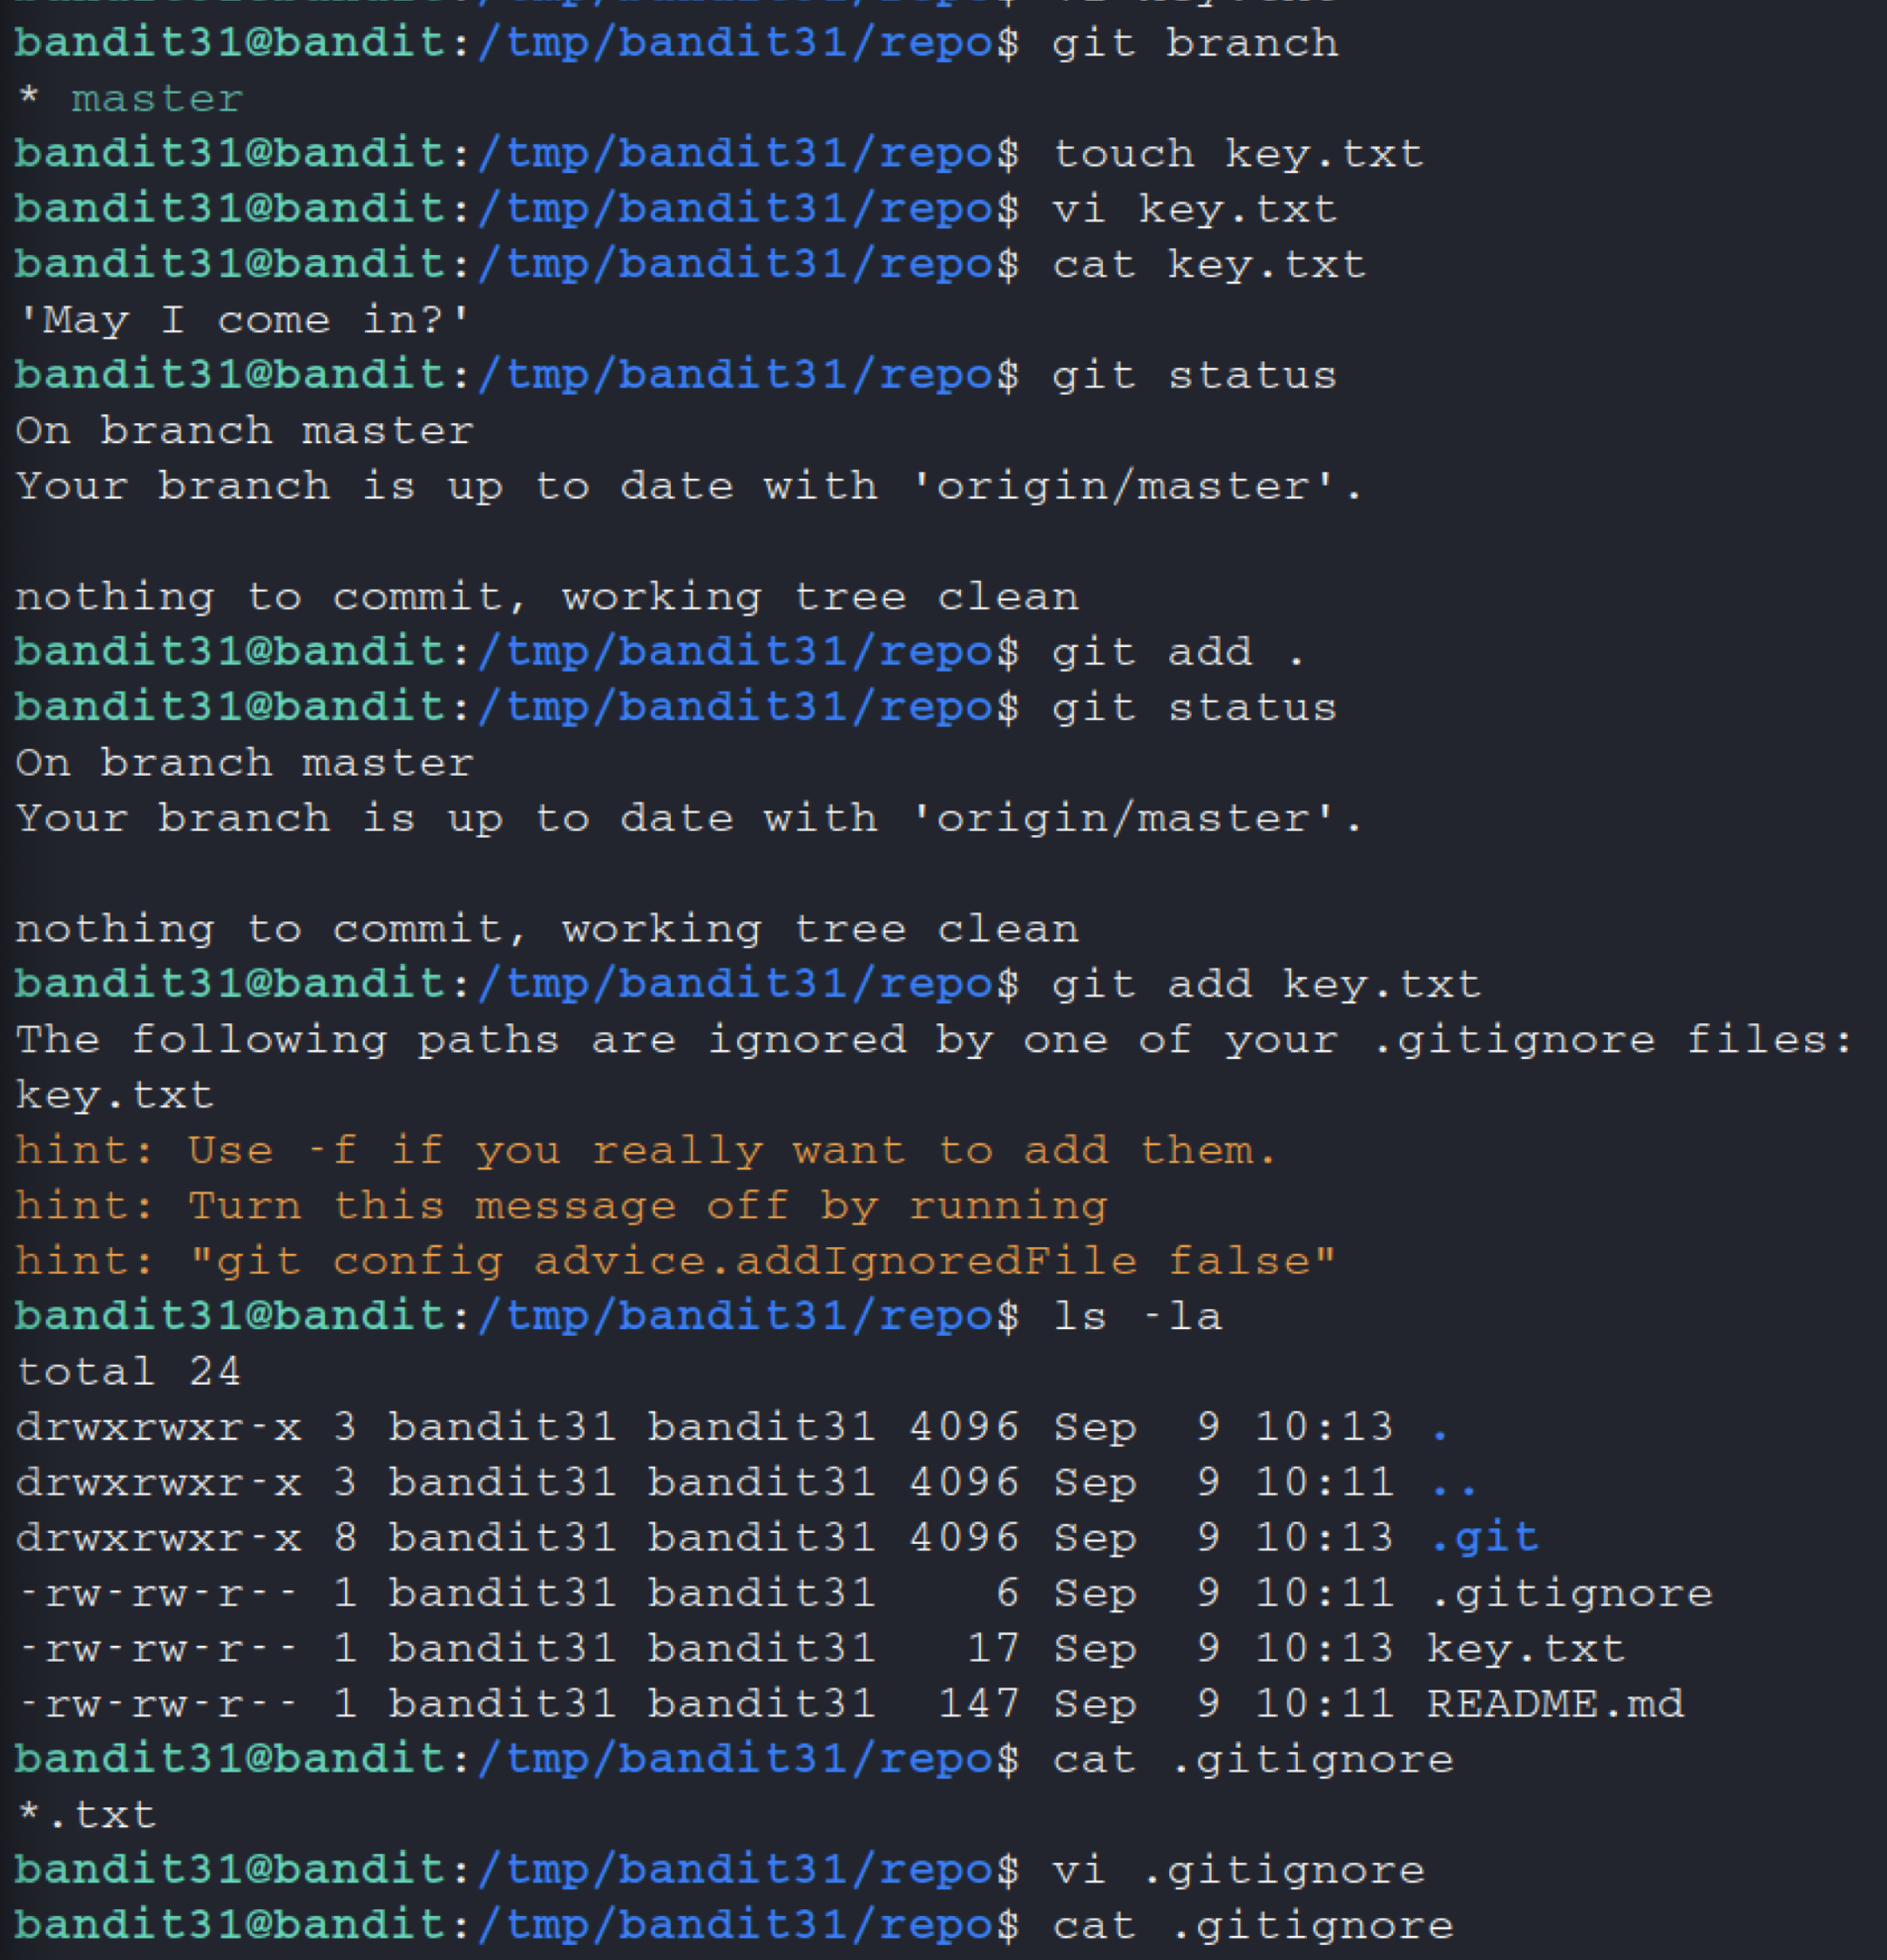 bandit31@bandit:/tmp/bandit31/repo$ git branch
* master
bandit31@bandit:/tmp/bandit31/repo$ touch key.txt
bandit31@bandit:/tmp/bandit31/repo$ vi key.txt
bandit31@bandit:/tmp/bandit31/repo$ cat key.txt
'May I come in?'
bandit31@bandit:/tmp/bandit31/repo$ git status
On branch master
Your branch is up to date with 'origin/master'.

nothing to commit, working tree clean
bandit31@bandit:/tmp/bandit31/repo$ git add .
bandit31@bandit:/tmp/bandit31/repo$ git status
On branch master
Your branch is up to date with 'origin/master'.

nothing to commit, working tree clean
bandit31@bandit:/tmp/bandit31/repo$ git add key.txt
The following paths are ignored by one of your .gitignore files:
key.txt
hint: Use -f if you really want to add them.
hint: Turn this message off by running
hint: "git config advice.addIgnoredFile false"
bandit31@bandit:/tmp/bandit31/repo$ ls -la
total 24
drwxrwxr-x 3 bandit31 bandit31 4096 Sep  9 10:13 .
drwxrwxr-x 3 bandit31 bandit31 4096 Sep  9 10:11 ..
drwxrwxr-x 8 bandit31 bandit31 4096 Sep  9 10:13 .git
-rw-rw-r-- 1 bandit31 bandit31    6 Sep  9 10:11 .gitignore
-rw-rw-r-- 1 bandit31 bandit31   17 Sep  9 10:13 key.txt
-rw-rw-r-- 1 bandit31 bandit31  147 Sep  9 10:11 README.md
bandit31@bandit:/tmp/bandit31/repo$ cat .gitignore
*.txt
bandit31@bandit:/tmp/bandit31/repo$ vi .gitignore
bandit31@bandit:/tmp/bandit31/repo$ cat .gitignore